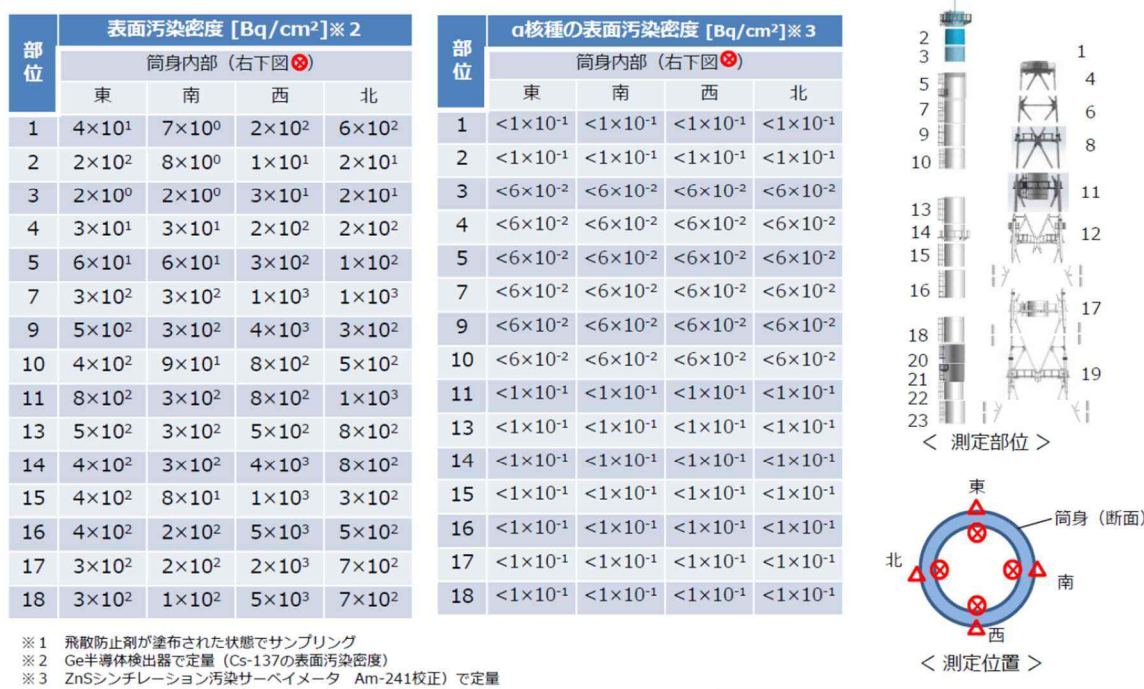 部位 表面汚染密度 [Bq/cm²]※2
筒身内部（右下図⊗）
東 南 西 北
1 4×10¹ 7×10⁰ 2×10² 6×10²
2 2×10² 8×10⁰ 1×10¹ 2×10¹
3 2×10⁰ 2×10⁰ 3×10¹ 2×10¹
4 3×10¹ 3×10¹ 2×10² 2×10²
5 6×10¹ 6×10¹ 3×10² 1×10²
7 3×10² 3×10² 1×10³ 1×10³
9 5×10² 3×10² 4×10³ 3×10²
10 4×10² 9×10¹ 8×10² 5×10²
11 8×10² 3×10² 8×10² 1×10³
13 5×10² 3×10² 5×10² 8×10²
14 4×10² 3×10² 4×10³ 8×10²
15 4×10² 8×10¹ 1×10³ 3×10²
16 4×10² 2×10² 5×10³ 5×10²
17 3×10² 2×10² 2×10³ 7×10²
18 3×10² 1×10² 5×10³ 7×10²
部位 α核種の表面汚染密度 [Bq/cm²]※3
筒身内部（右下図⊗）
東 南 西 北
1 <1×10⁻¹ <1×10⁻¹ <1×10⁻¹ <1×10⁻¹
2 <1×10⁻¹ <1×10⁻¹ <1×10⁻¹ <1×10⁻¹
3 <6×10⁻² <6×10⁻² <6×10⁻² <6×10⁻²
4 <6×10⁻² <6×10⁻² <6×10⁻² <6×10⁻²
5 <6×10⁻² <6×10⁻² <6×10⁻² <6×10⁻²
7 <6×10⁻² <6×10⁻² <6×10⁻² <6×10⁻²
9 <6×10⁻² <6×10⁻² <6×10⁻² <6×10⁻²
10 <6×10⁻² <6×10⁻² <6×10⁻² <6×10⁻²
11 <1×10⁻¹ <1×10⁻¹ <1×10⁻¹ <1×10⁻¹
13 <1×10⁻¹ <1×10⁻¹ <1×10⁻¹ <1×10⁻¹
14 <1×10⁻¹ <1×10⁻¹ <1×10⁻¹ <1×10⁻¹
15 <1×10⁻¹ <1×10⁻¹ <1×10⁻¹ <1×10⁻¹
16 <1×10⁻¹ <1×10⁻¹ <1×10⁻¹ <1×10⁻¹
17 <1×10⁻¹ <1×10⁻¹ <1×10⁻¹ <1×10⁻¹
18 <1×10⁻¹ <1×10⁻¹ <1×10⁻¹ <1×10⁻¹
2
3
5
7
9
10
13
14
15
16
18
20
21
22
23
1
4
6
8
11
12
17
19
＜ 測定部位 ＞
東
筒身（断面）
北
南
西
＜ 測定位置 ＞
※1 飛散防止剤が塗布された状態でサンプリング
※2 Ge半導体検出器で定量（Cs-137の表面汚染密度）
※3 ZnSシンチレーション汚染サーベイメータ Am-241校正）で定量